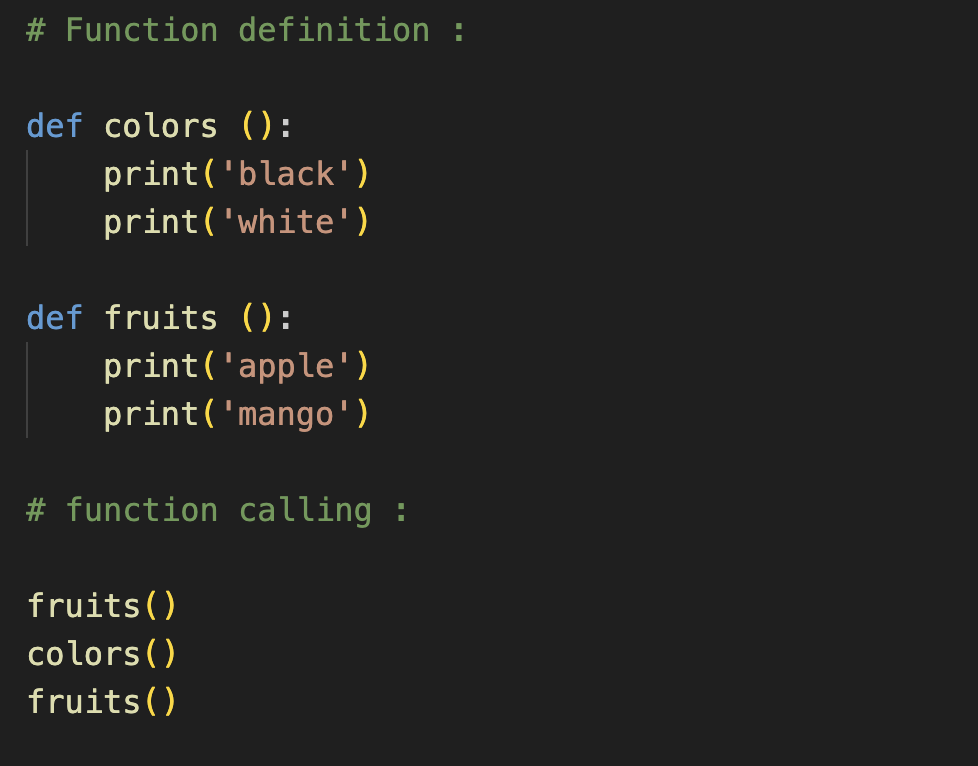 # Function definition :
def colors ():
    print('black')
    print('white')
def fruits ():
    print('apple')
    print('mango')
# function calling :
fruits()
colors()
fruits()